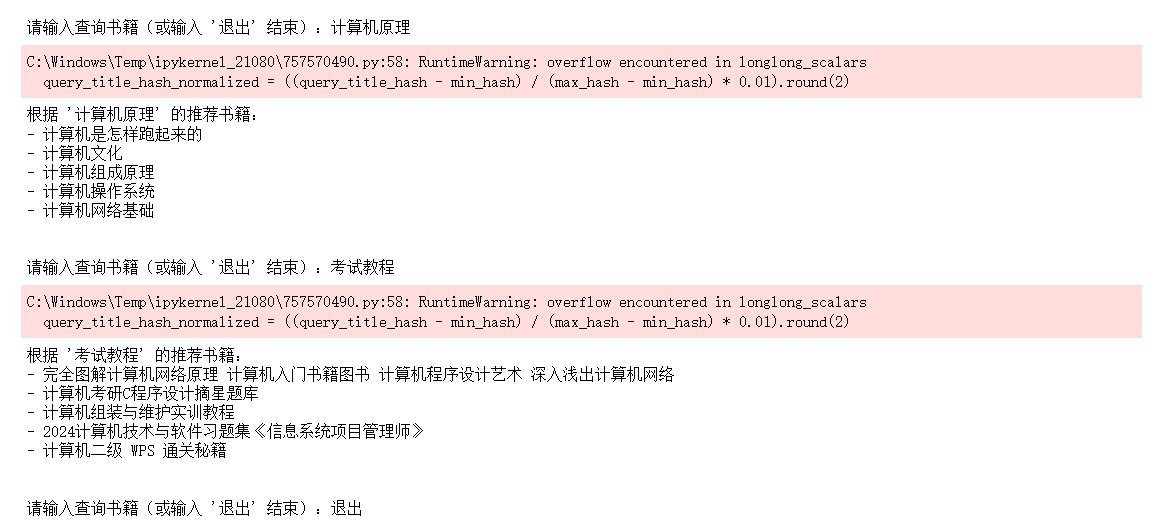 请输入查询书籍（或输入 '退出' 结束）：计算机原理
C:\Windows\Temp\ipykernel_21080\757570490.py:58: RuntimeWarning: overflow encountered in longlong_scalars
  query_title_hash_normalized = ((query_title_hash - min_hash) / (max_hash - min_hash) * 0.01).round(2)
根据 '计算机原理' 的推荐书籍:
- 计算机是怎样跑起来的
- 计算机文化
- 计算机组成原理
- 计算机操作系统
- 计算机网络基础
请输入查询书籍（或输入 '退出' 结束）：考试教程
C:\Windows\Temp\ipykernel_21080\757570490.py:58: RuntimeWarning: overflow encountered in longlong_scalars
  query_title_hash_normalized = ((query_title_hash - min_hash) / (max_hash - min_hash) * 0.01).round(2)
根据 '考试教程' 的推荐书籍:
- 完全图解计算机网络原理 计算机入门书籍图书 计算机程序设计艺术 深入浅出计算机网络
- 计算机考研C程序设计摘星题库
- 计算机组装与维护实训教程
- 2024计算机技术与软件习题集《信息系统项目管理师》
- 计算机二级 WPS 通关秘籍
请输入查询书籍（或输入 '退出' 结束）：退出